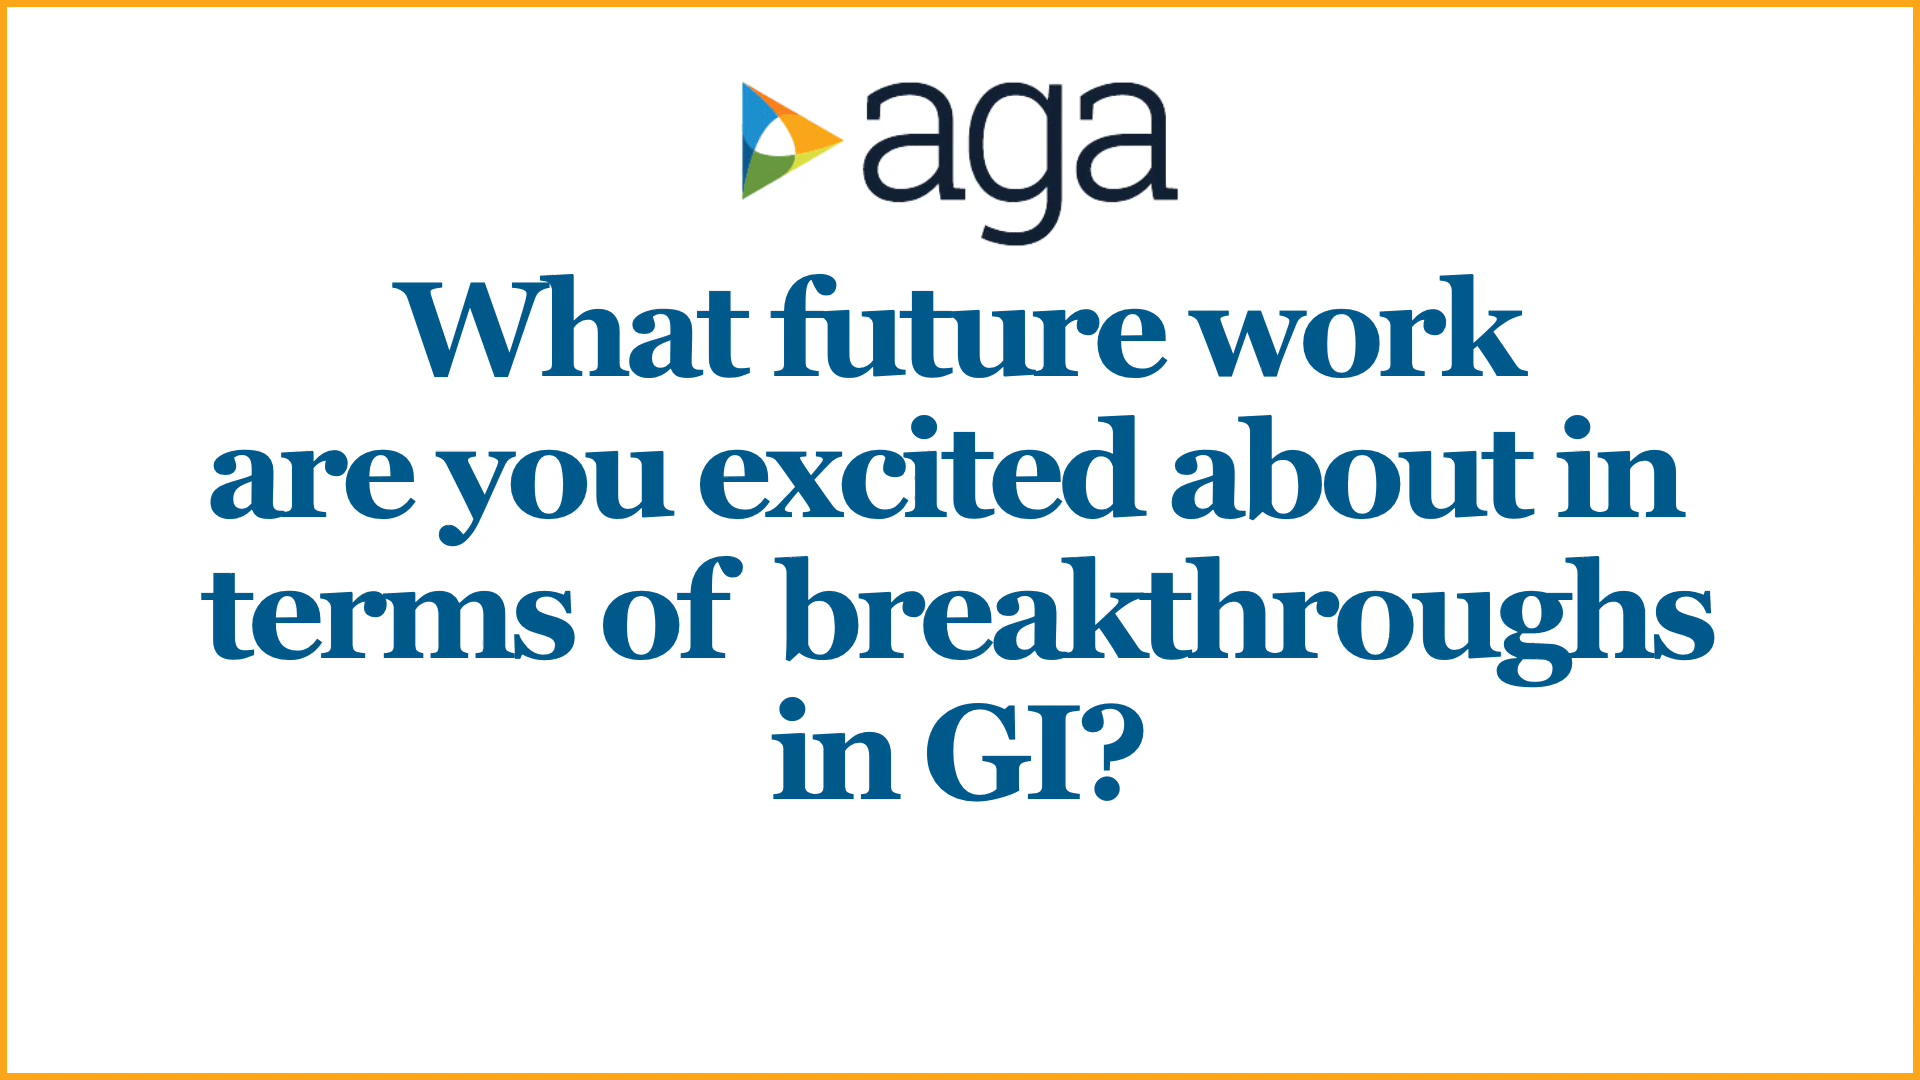 aga
What future work
are you excited about in
terms of  breakthroughs
in GI?